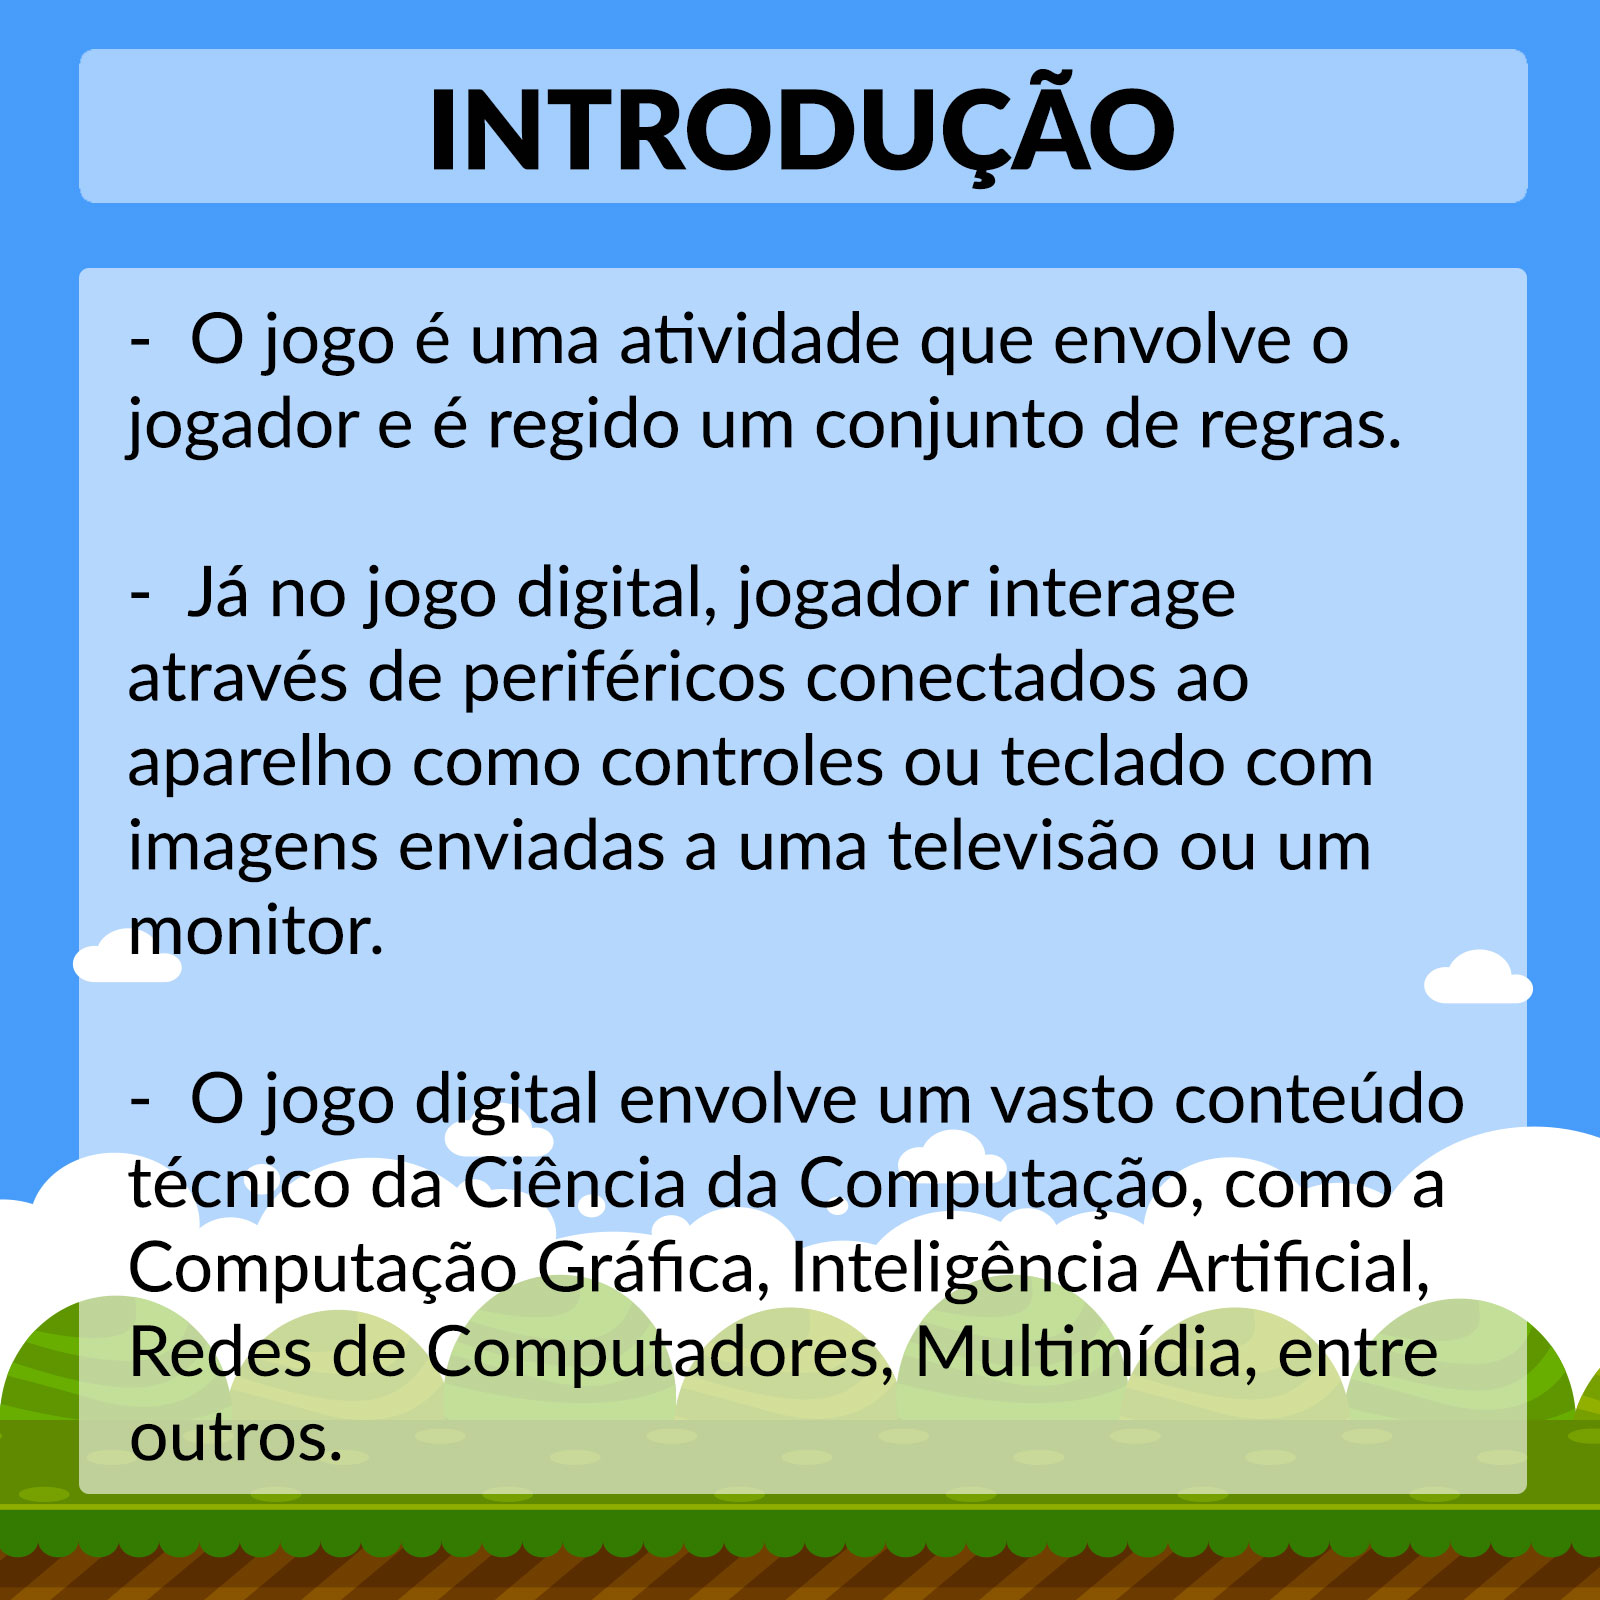 INTRODUÇÃO
- O jogo é uma atividade que envolve o
jogador e é regido um conjunto de regras.
- Já no jogo digital, jogador interage
através de periféricos conectados ao
aparelho como controles ou teclado com
imagens enviadas a uma televisão ou um
monitor.
- O jogo digital envolve um vasto conteúdo
técnico da Ciência da Computação, como a
Computação Gráfica, Inteligência Artificial,
Redes de Computadores, Multimídia, entre
outros.